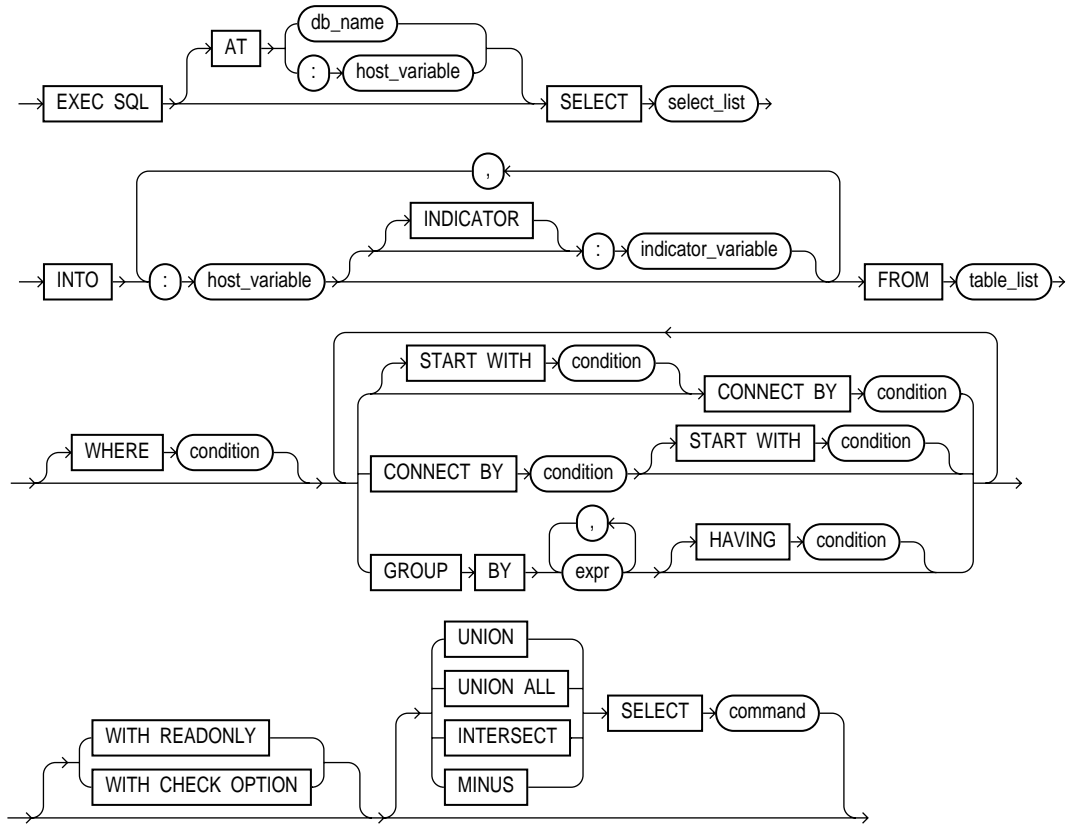 db_name
AT
: host_variable
EXEC SQL SELECT select_list
,
INDICATOR
: indicator_variable
INTO : host_variable FROM table_list
START WITH condition
CONNECT BY condition
WHERE condition START WITH condition
CONNECT BY condition
,
HAVING condition
GROUP BY expr
UNION
UNION ALL
SELECT command
WITH READONLY INTERSECT
WITH CHECK OPTION MINUS